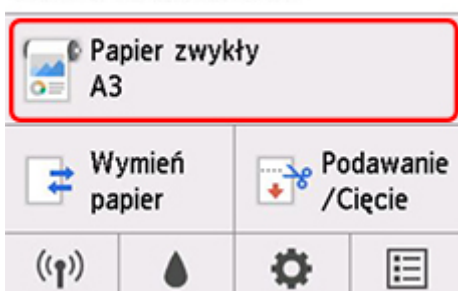 Papier zwykły
A3
Wymień
papier
Podawanie
/Cięcie